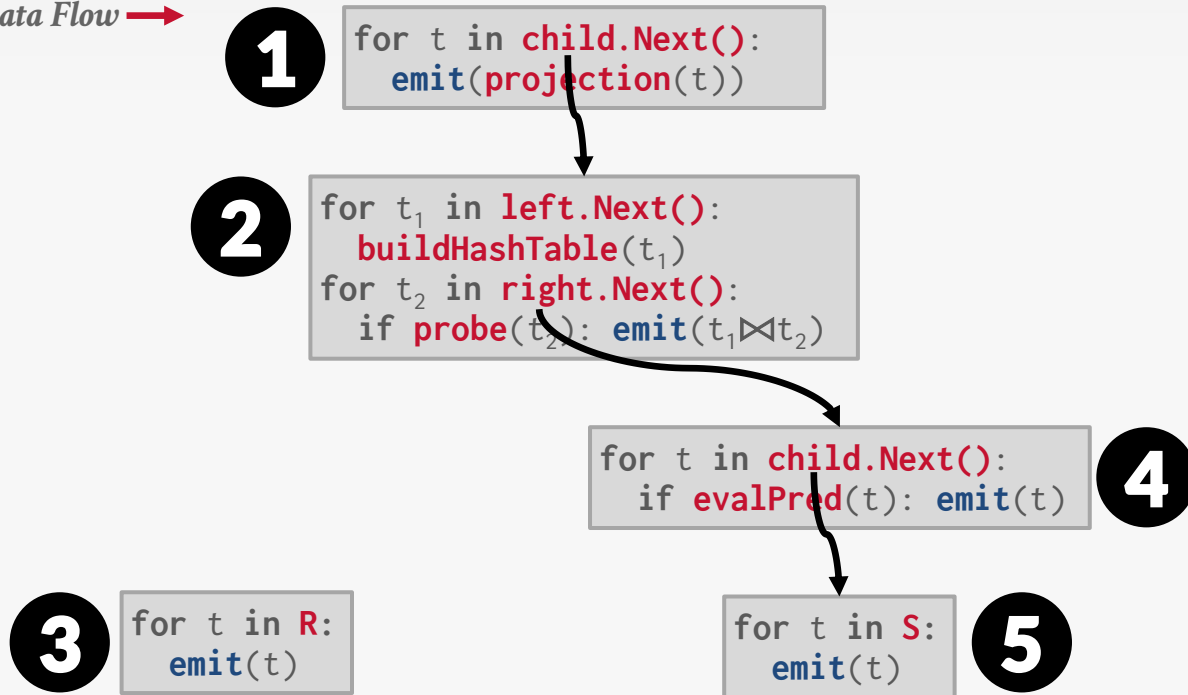 ata Flow
1
for t in child.Next():
emit(projection(t))
2
for t₁ in left.Next():
buildHashTable(t₁)
for t₂ in right.Next():
if probe(t₂): emit(t₁⋈t₂)
for t in child.Next():
if evalPred(t): emit(t)
4
3
for t in R:
emit(t)
for t in S:
emit(t)
5